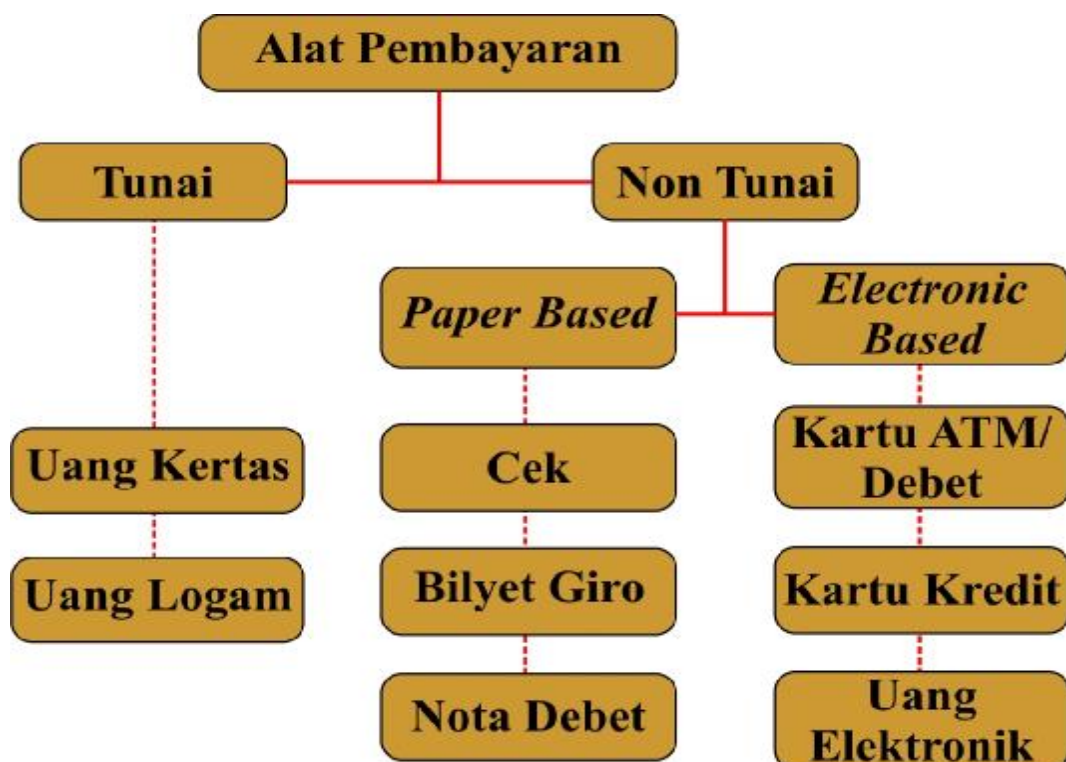 Alat Pembayaran
Tunai
Non Tunai
Paper Based
Electronic
Based
Uang Kertas
Cek
Kartu ATM/
Debet
Uang Logam
Bilyet Giro
Kartu Kredit
Nota Debet
Uang
Elektronik